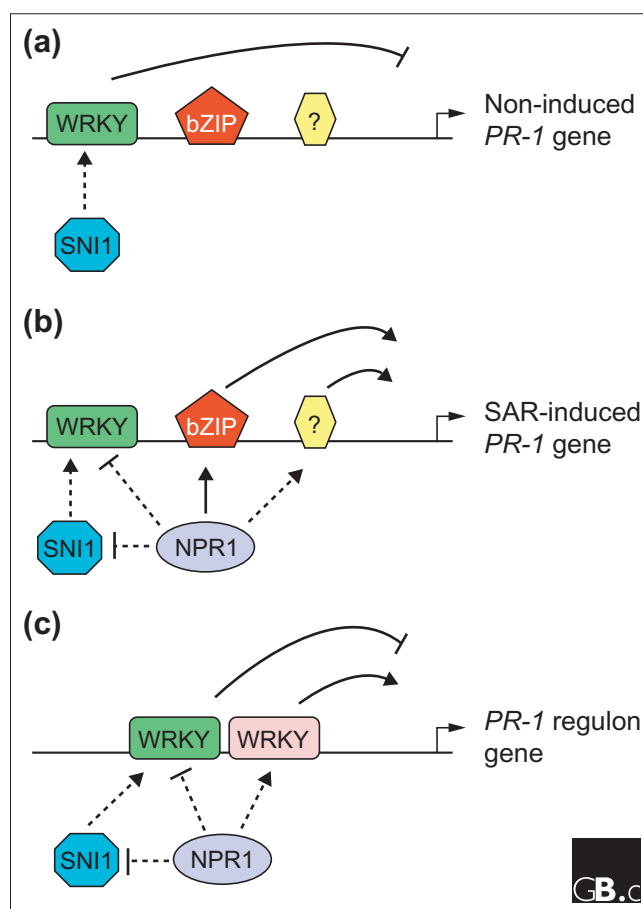 (a)
WRKY
bZIP
?
Non-induced
PR-1 gene
SNI1
(b)
WRKY
bZIP
?
SAR-induced
PR-1 gene
SNI1
NPR1
(c)
WRKY
WRKY
PR-1 regulon
gene
SNI1
NPR1
GB.c